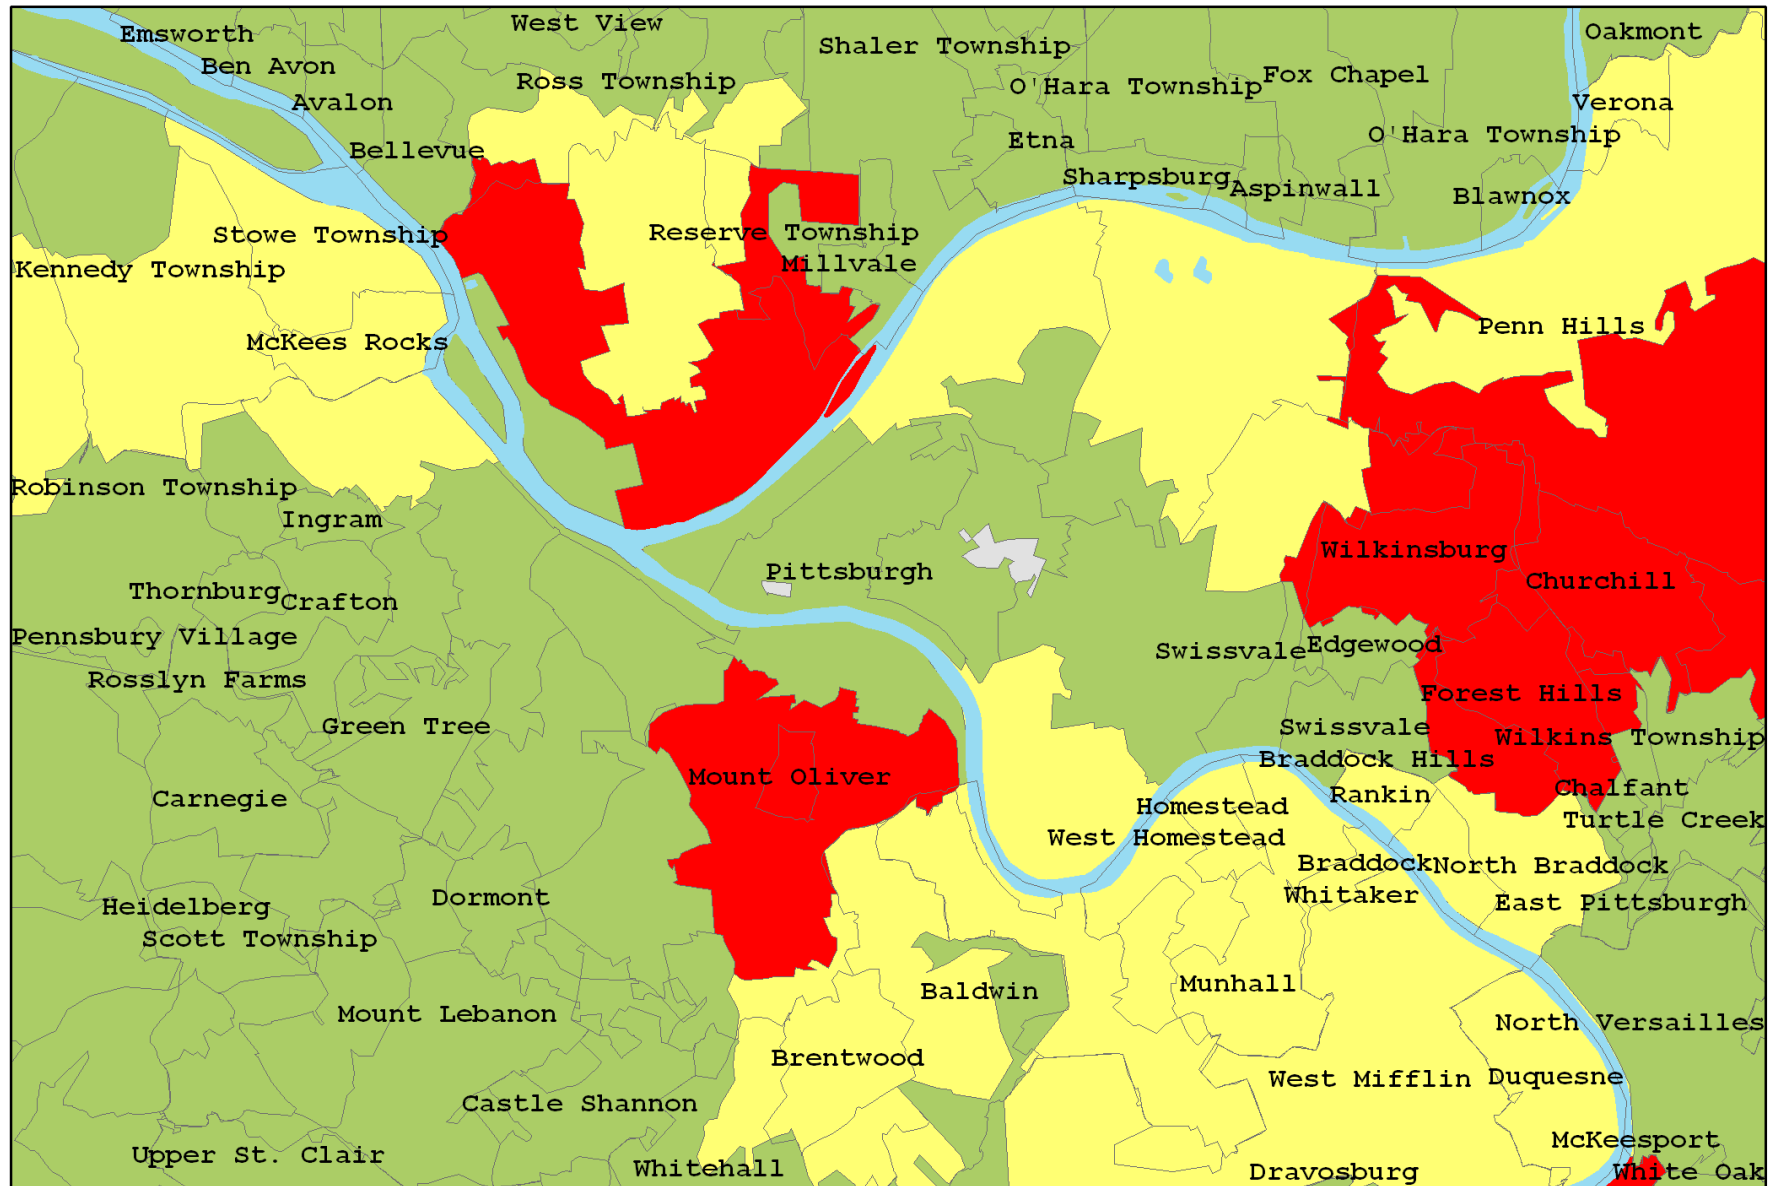 West View
Oakmont
Emsworth
Shaler Township
Ben Avon
Fox Chapel
Ross Township
O'Hara Township
Avalon
Verona
O'Hara Township
Etna
Bellevue
Sharpsburg
Aspinwall
Blawnox
Stowe Township
Reserve Township
Millvale
Kennedy Township
Penn Hills
McKees Rocks
Robinson Township
Ingram
Wilkinsburg
Pittsburgh
Churchill
Thornburg
Crafton
Pennsbury Village
Edgewood
Swissvale
Rosslyn Farms
Forest Hills
Green Tree
Swissvale
Wilkins Township
Braddock Hills
Mount Oliver
Chalfant
Rankin
Carnegie
Homestead
Turtle Creek
West Homestead
Braddock
North Braddock
Whitaker
Dormont
East Pittsburgh
Heidelberg
Scott Township
Munhall
Baldwin
Mount Lebanon
North Versailles
Brentwood
West Mifflin
Duquesne
Castle Shannon
McKeesport
Upper St. Clair
Whitehall
Dravosburg
White Oak